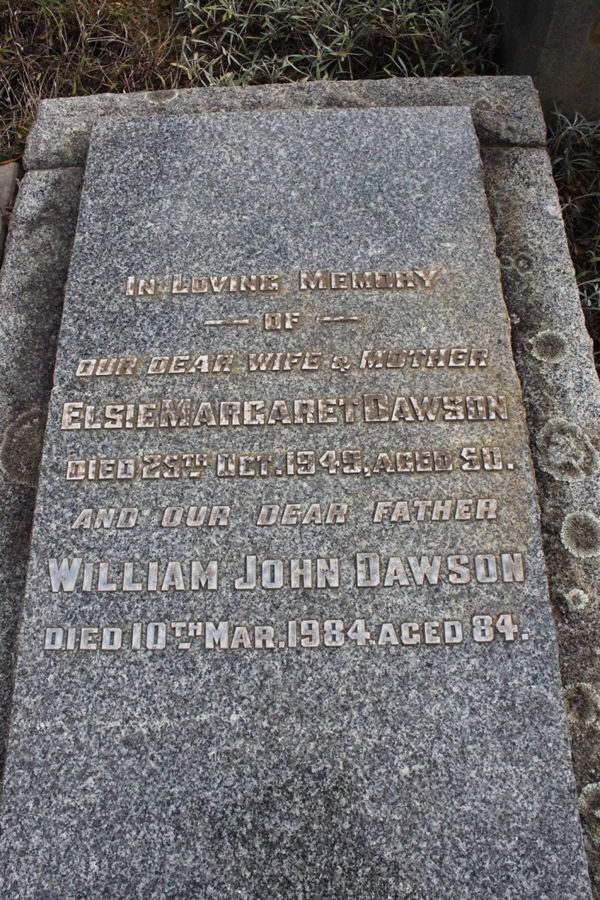 IN LOVING MEMORY
— OF —
OUR DEAR WIFE & MOTHER
ELSIE MARGARET DAWSON
DIED 29TH OCT. 1949, AGED 50.
AND OUR DEAR FATHER
WILLIAM JOHN DAWSON
DIED 10TH MAR. 1984 AGED 84.